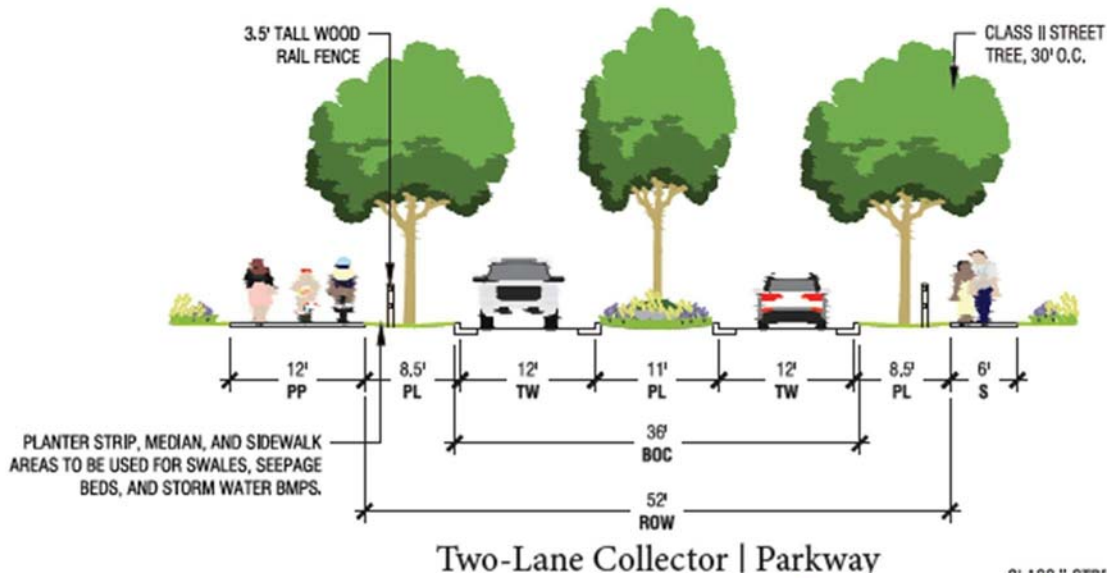 3.5' TALL WOOD
RAIL FENCE
CLASS II STREET
TREE, 30' O.C.
12'
PP
8.5'
PL
12'
TW
11'
PL
12'
TW
8.5'
PL
6'
S
36'
BOC
PLANTER STRIP, MEDIAN, AND SIDEWALK
AREAS TO BE USED FOR SWALES, SEEPAGE
BEDS, AND STORM WATER BMPS.
52'
ROW
Two-Lane Collector | Parkway